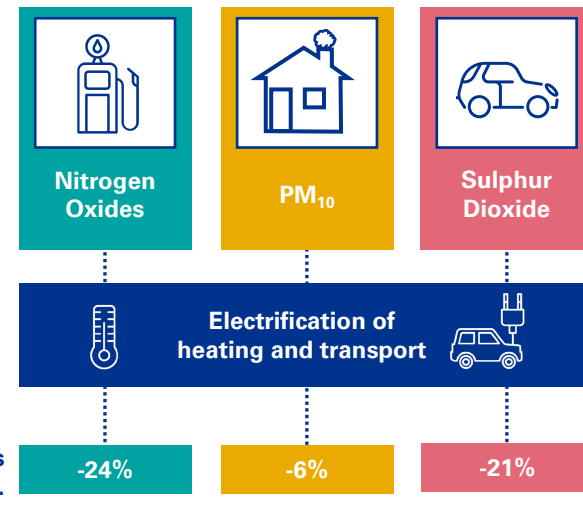 Nitrogen
Oxides
PM₁₀
Sulphur
Dioxide
Electrification of
heating and transport
-24%
-6%
-21%